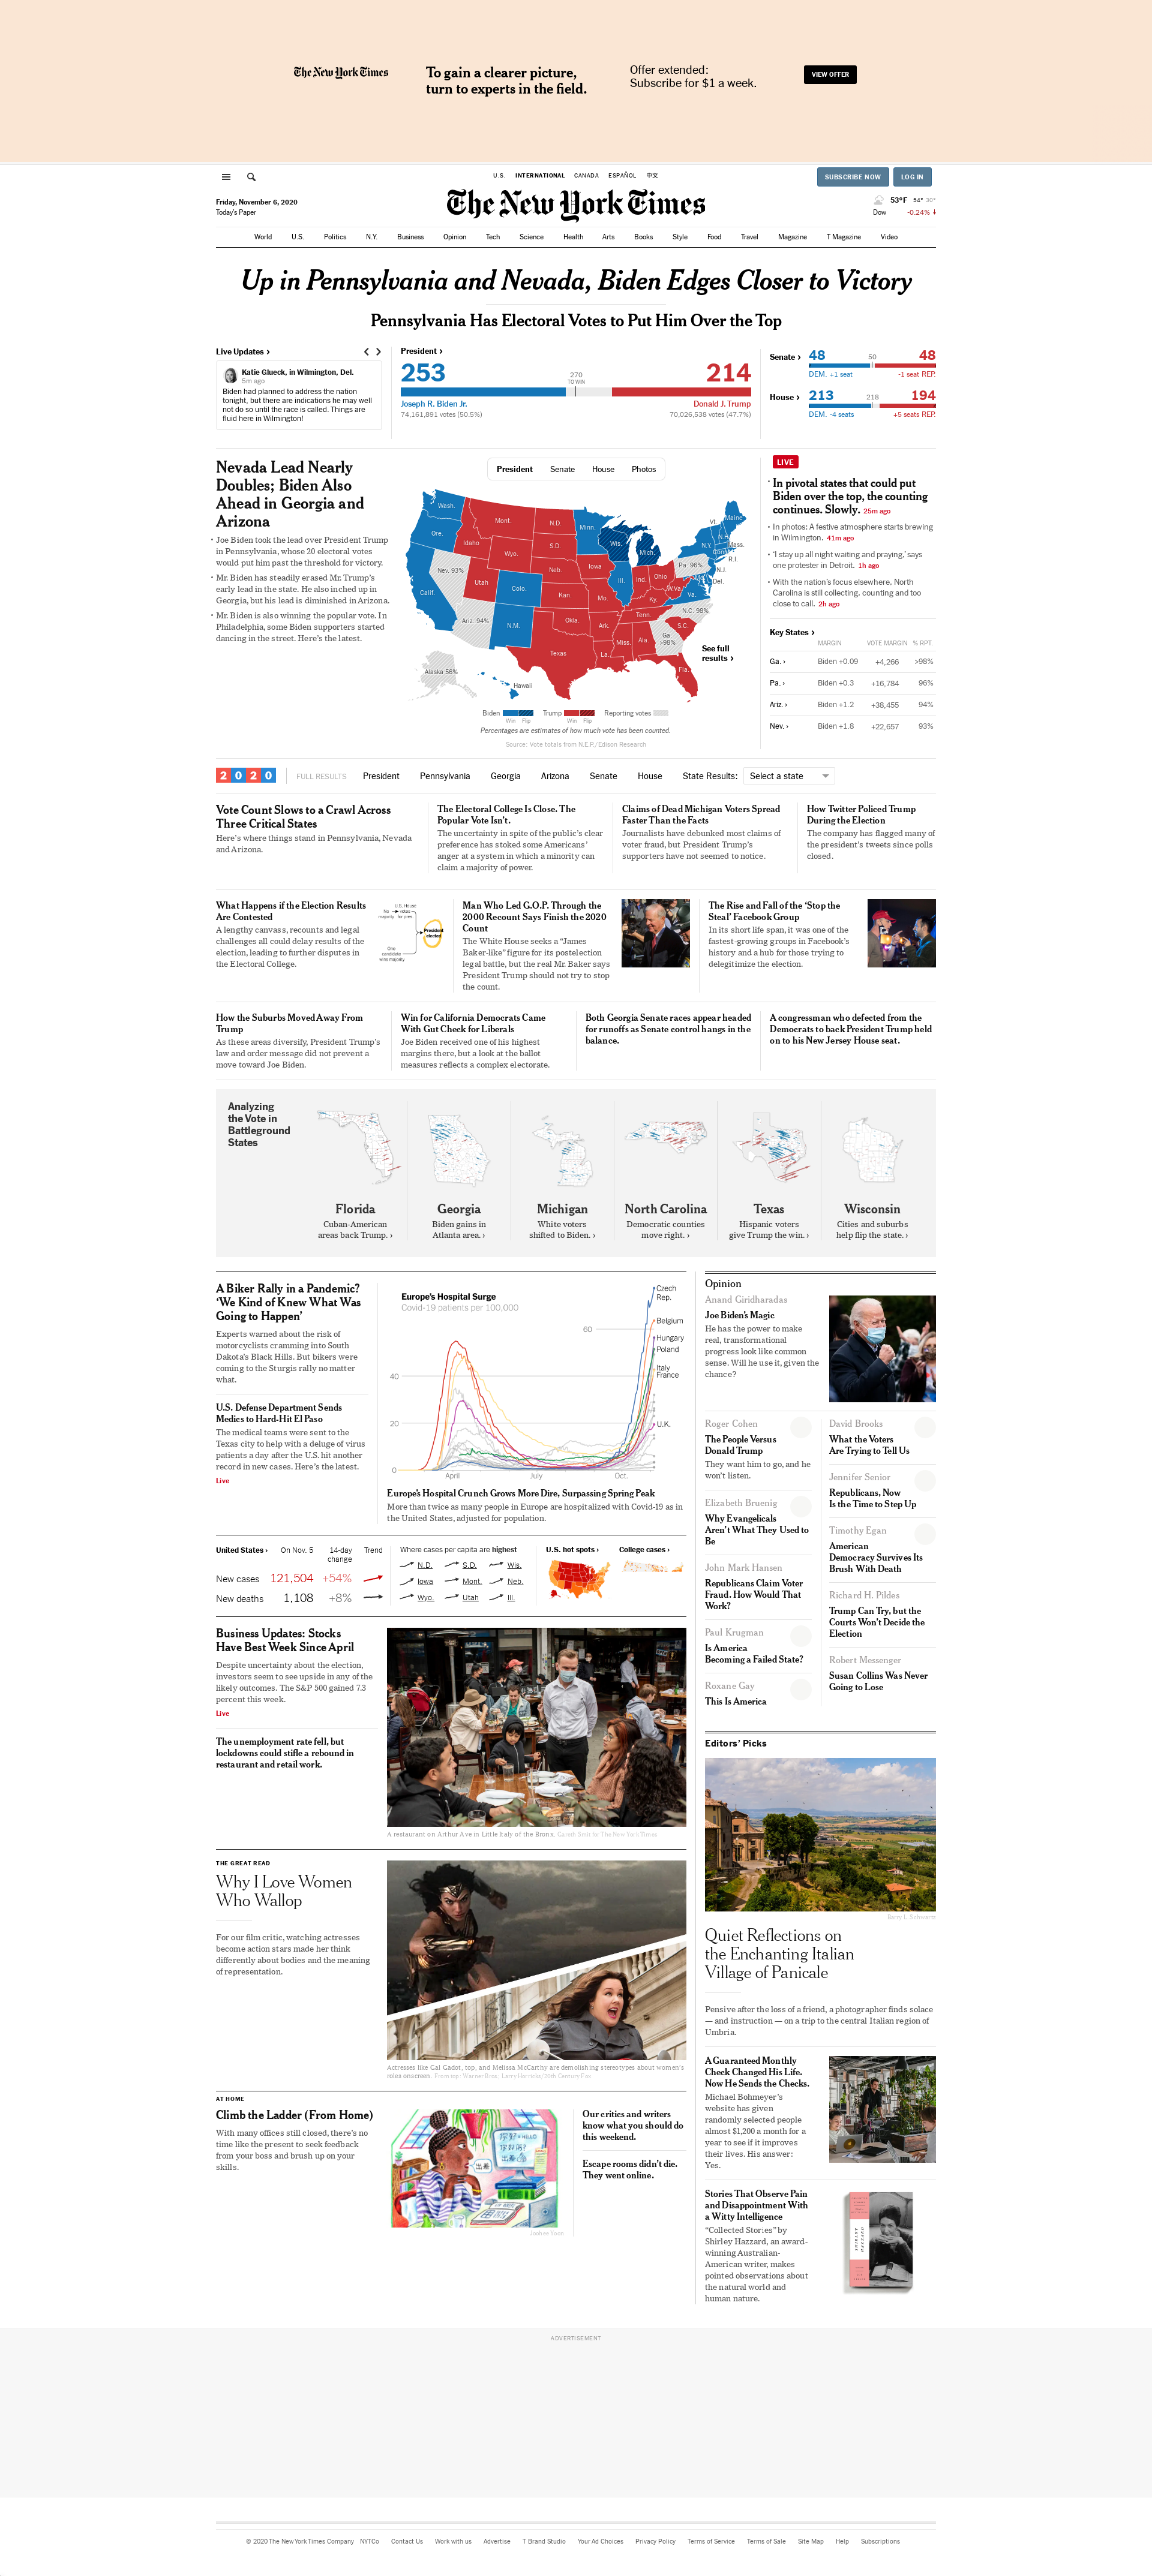 The New York Times
To gain a clearer picture,
turn to experts in the field.
Offer extended:
Subscribe for $1 a week.
VIEW OFFER
U.S. INTERNATIONAL CANADA ESPAÑOL 中文
SUBSCRIBE NOW LOG IN
Friday, November 6, 2020
Today's Paper
The New York Times
53°F 54° 30°
Dow -0.24%
World U.S. Politics N.Y. Business Opinion Tech Science Health Arts Books Style Food Travel Magazine T Magazine Video
Up in Pennsylvania and Nevada, Biden Edges Closer to Victory
Pennsylvania Has Electoral Votes to Put Him Over the Top
Live Updates ›
Katie Glueck, in Wilmington, Del.
5m ago
Biden had planned to address the nation
tonight, but there are indications he may well
not do so until the race is called. Things are
fluid here in Wilmington!
President ›
253
270
TO WIN
214
Joseph R. Biden Jr.
Donald J. Trump
74,161,891 votes (50.5%)
70,026,538 votes (47.7%)
Senate › 48 50 48
DEM. +1 seat -1 seat REP.
House › 213 218 194
DEM. -4 seats +5 seats REP.
Nevada Lead Nearly
Doubles; Biden Also
Ahead in Georgia and
Arizona
• Joe Biden took the lead over President Trump
in Pennsylvania, whose 20 electoral votes
would put him past the threshold for victory.
• Mr. Biden has steadily erased Mr. Trump's
early lead in the state. He also inched up in
Georgia, but his lead is diminished in Arizona.
• Mr. Biden is also winning the popular vote. In
Philadelphia, some Biden supporters started
dancing in the street. Here's the latest.
President Senate House Photos
Wash.
Mont.
N.D.
Minn.
Vt.
Maine
Ore.
Idaho
S.D.
Wis.
Mich.
N.Y.
N.H.
Mass.
Conn.
R.I.
Wyo.
Nev. 93%
Neb.
Iowa
Pa. 96%
N.J.
Del.
Utah
Colo.
Ill.
Ind.
Ohio
W.Va.
Va.
Calif.
Kan.
Mo.
Ky.
N.C. 98%
Ariz. 94%
N.M.
Okla.
Ark.
Tenn.
S.C.
Miss.
Ala.
Ga.
>98%
Texas
La.
Fla.
Alaska 56%
Hawaii
See full
results ›
Biden Trump Reporting votes
Win Flip Win Flip
Percentages are estimates of how much vote has been counted.
Source: Vote totals from N.E.P./Edison Research
LIVE
In pivotal states that could put
Biden over the top, the counting
continues. Slowly. 25m ago
• In photos: A festive atmosphere starts brewing
in Wilmington. 41m ago
• 'I stay up all night waiting and praying,' says
one protester in Detroit. 1h ago
• With the nation's focus elsewhere, North
Carolina is still collecting, counting and too
close to call. 2h ago
Key States ›
MARGIN VOTE MARGIN % RPT.
Ga. › Biden +0.09 +4,266 >98%
Pa. › Biden +0.3 +16,784 96%
Ariz. › Biden +1.2 +38,455 94%
Nev. › Biden +1.8 +22,657 93%
2020 FULL RESULTS President Pennsylvania Georgia Arizona Senate House State Results: Select a state
Vote Count Slows to a Crawl Across
Three Critical States
Here's where things stand in Pennsylvania, Nevada
and Arizona.
The Electoral College Is Close. The
Popular Vote Isn't.
The uncertainty in spite of the public's clear
preference has stoked some Americans'
anger at a system in which a minority can
claim a majority of power.
Claims of Dead Michigan Voters Spread
Faster Than the Facts
Journalists have debunked most claims of
voter fraud, but President Trump's
supporters have not seemed to notice.
How Twitter Policed Trump
During the Election
The company has flagged many of
the president's tweets since polls
closed.
What Happens if the Election Results
Are Contested
A lengthy canvass, recounts and legal
challenges all could delay results of the
election, leading to further disputes in
the Electoral College.
U.S. House
No
majority
votes
for pres.
President
elected
One
candidate
wins majority
Man Who Led G.O.P. Through the
2000 Recount Says Finish the 2020
Count
The White House seeks a “James
Baker-like” figure for its postelection
legal battle, but the real Mr. Baker says
President Trump should not try to stop
the count.
The Rise and Fall of the ‘Stop the
Steal’ Facebook Group
In its short life span, it was one of the
fastest-growing groups in Facebook's
history and a hub for those trying to
delegitimize the election.
How the Suburbs Moved Away From
Trump
As these areas diversify, President Trump's
law and order message did not prevent a
move toward Joe Biden.
Win for California Democrats Came
With Gut Check for Liberals
Joe Biden received one of his highest
margins there, but a look at the ballot
measures reflects a complex electorate.
Both Georgia Senate races appear headed
for runoffs as Senate control hangs in the
balance.
A congressman who defected from the
Democrats to back President Trump held
on to his New Jersey House seat.
Analyzing
the Vote in
Battleground
States
Florida
Cuban-American
areas back Trump. ›
Georgia
Biden gains in
Atlanta area. ›
Michigan
White voters
shifted to Biden. ›
North Carolina
Democratic counties
move right. ›
Texas
Hispanic voters
give Trump the win. ›
Wisconsin
Cities and suburbs
help flip the state. ›
A Biker Rally in a Pandemic?
‘We Kind of Knew What Was
Going to Happen’
Experts warned about the risk of
motorcyclists cramming into South
Dakota's Black Hills. But bikers were
coming to the Sturgis rally no matter
what.
U.S. Defense Department Sends
Medics to Hard-Hit El Paso
The medical teams were sent to the
Texas city to help with a deluge of virus
patients a day after the U.S. hit another
record in new cases. Here's the latest.
Live
Europe's Hospital Surge
Covid-19 patients per 100,000
Czech
Rep.
Belgium
60
Hungary
Poland
Italy
France
40
20
U.K.
0
April July Oct.
Europe's Hospital Crunch Grows More Dire, Surpassing Spring Peak
More than twice as many people in Europe are hospitalized with Covid-19 as in
the United States, adjusted for population.
United States › On Nov. 5 14-day
change Trend
New cases 121,504 +54%
New deaths 1,108 +8%
Where cases per capita are highest
N.D. S.D. Wis.
Iowa Mont. Neb.
Wyo. Utah Ill.
U.S. hot spots › College cases ›
Business Updates: Stocks
Have Best Week Since April
Despite uncertainty about the election,
investors seem to see upside in any of the
likely outcomes. The S&P 500 gained 7.3
percent this week.
Live
The unemployment rate fell, but
lockdowns could stifle a rebound in
restaurant and retail work.
A restaurant on Arthur Ave in Little Italy of the Bronx. Gareth Smit for The New York Times
THE GREAT READ
Why I Love Women
Who Wallop
For our film critic, watching actresses
become action stars made her think
differently about bodies and the meaning
of representation.
Actresses like Gal Gadot, top, and Melissa McCarthy are demolishing stereotypes about women's
roles onscreen. From top: Warner Bros; Larry Horricks/20th Century Fox
AT HOME
Climb the Ladder (From Home)
With many offices still closed, there's no
time like the present to seek feedback
from your boss and brush up on your
skills.
HELLO
你好
Our critics and writers
know what you should do
this weekend.
Escape rooms didn't die.
They went online.
Opinion
Anand Giridharadas
Joe Biden's Magic
He has the power to make
real, transformational
progress look like common
sense. Will he use it, given the
chance?
Roger Cohen
The People Versus
Donald Trump
They want him to go, and he
won't listen.
Elizabeth Bruenig
Why Evangelicals
Aren't What They Used to
Be
John Mark Hansen
Republicans Claim Voter
Fraud. How Would That
Work?
Paul Krugman
Is America
Becoming a Failed State?
Roxane Gay
This Is America
David Brooks
What the Voters
Are Trying to Tell Us
Jennifer Senior
Republicans, Now
Is the Time to Step Up
Timothy Egan
American
Democracy Survives Its
Brush With Death
Richard H. Pildes
Trump Can Try, but the
Courts Won't Decide the
Election
Robert Messenger
Susan Collins Was Never
Going to Lose
Editors' Picks
Barry L. Schwartz
Quiet Reflections on
the Enchanting Italian
Village of Panicale
Pensive after the loss of a friend, a photographer finds solace
— and instruction — on a trip to the central Italian region of
Umbria.
A Guaranteed Monthly
Check Changed His Life.
Now He Sends the Checks.
Michael Bohmeyer's
website has given
randomly selected people
almost $1,200 a month for a
year to see if it improves
their lives. His answer:
Yes.
Stories That Observe Pain
and Disappointment With
a Witty Intelligence
“Collected Stories” by
Shirley Hazzard, an award-
winning Australian-
American writer, makes
pointed observations about
the natural world and
human nature.
SHIRLEY
HAZZARD
ADVERTISEMENT
© 2020 The New York Times Company NYTCo Contact Us Work with us Advertise T Brand Studio Your Ad Choices Privacy Policy Terms of Service Terms of Sale Site Map Help Subscriptions